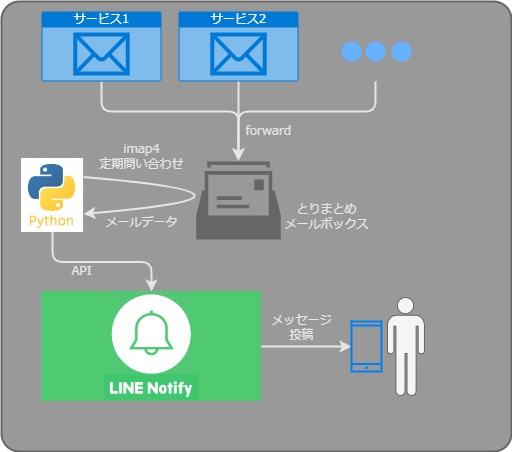 サービス1
サービス2
forward
imap4
定期問い合わせ
Python
メールデータ
とりまとめ
メールボックス
API
メッセージ
投稿
LINE Notify